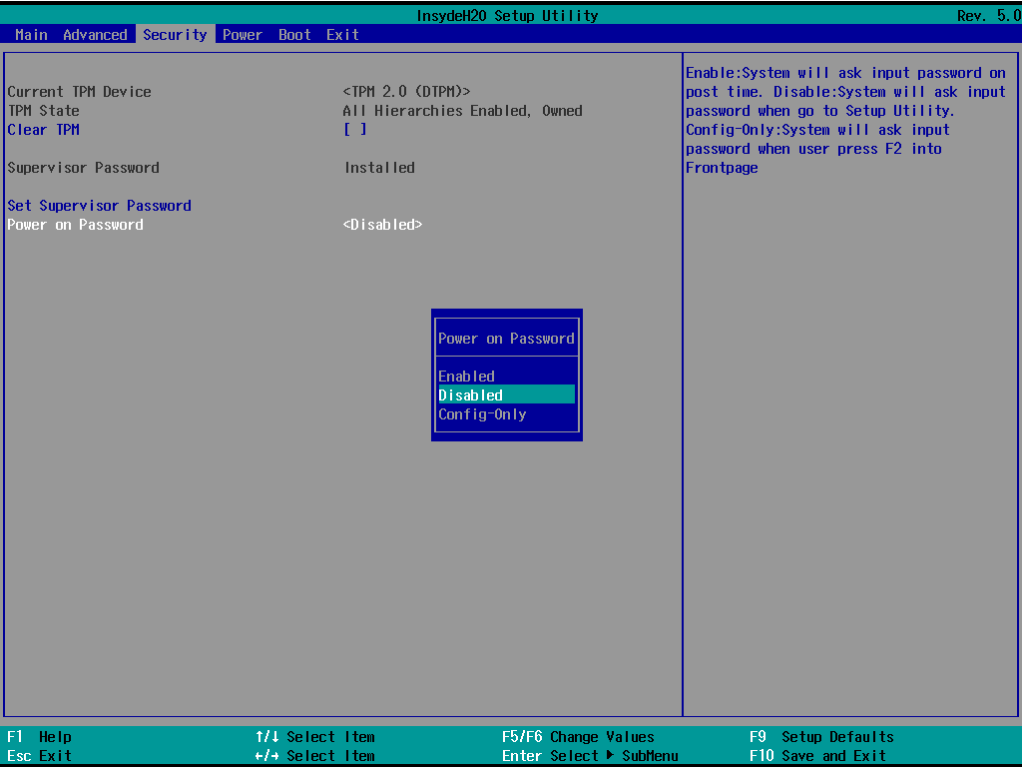 InsydeH20 Setup Utility Rev. 5.0
Main Advanced Security Power Boot Exit
Current TPM Device <TPM 2.0 (DTPM)>
TPM State All Hierarchies Enabled, Owned
Clear TPM [ ]
Supervisor Password Installed
Set Supervisor Password
Power on Password <Disabled>
Enable:System will ask input password on
post time. Disable:System will ask input
password when go to Setup Utility.
Config-Only:System will ask input
password when user press F2 into
Frontpage
Power on Password
Enabled
Disabled
Config-Only
F1 Help ↑/↓ Select Item F5/F6 Change Values F9 Setup Defaults
Esc Exit ←/→ Select Item Enter Select ▶ SubMenu F10 Save and Exit